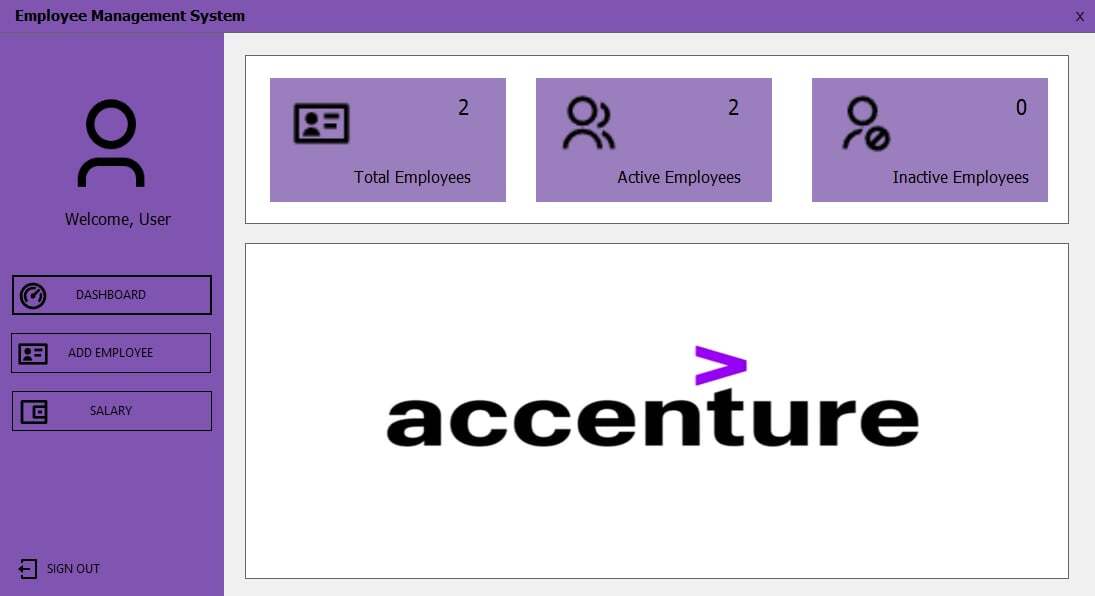 Employee Management System
X
Welcome, User
DASHBOARD
ADD EMPLOYEE
SALARY
SIGN OUT
2
Total Employees
2
Active Employees
0
Inactive Employees
>
accenture